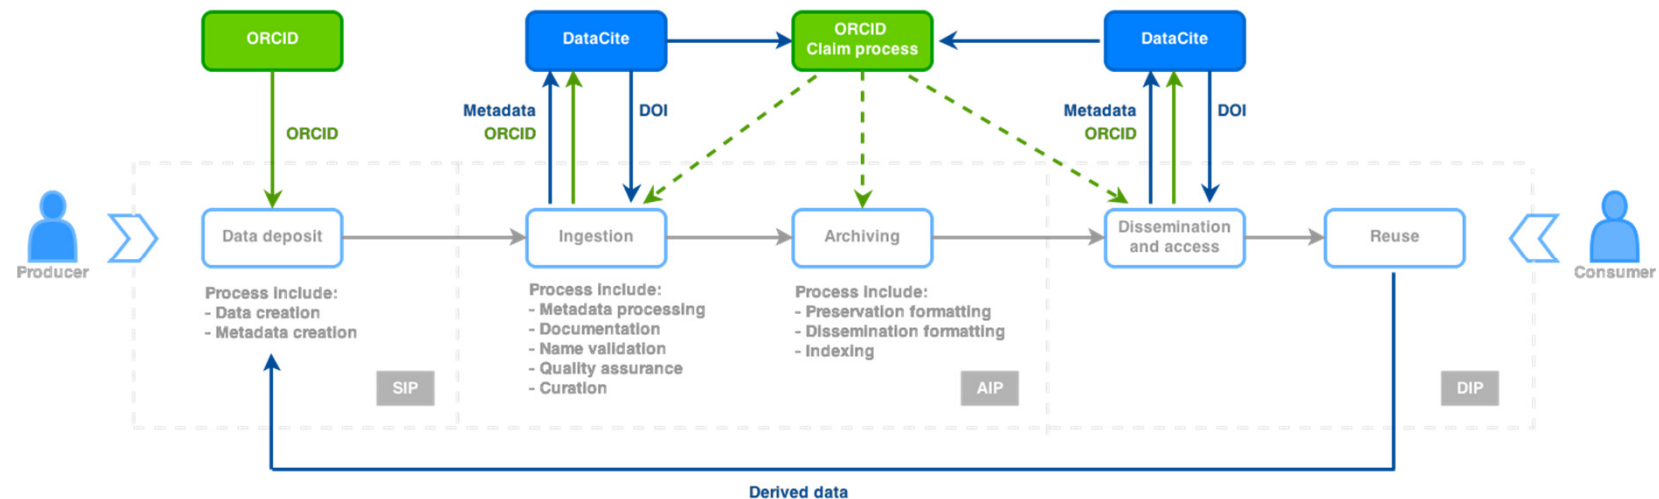 ORCID
DataCite
ORCID
Claim process
DataCite
ORCID
Metadata
ORCID
DOI
Metadata
ORCID
DOI
Producer
Data deposit
Ingestion
Archiving
Dissemination
and access
Reuse
Consumer
Process include:
- Data creation
- Metadata creation
Process include:
- Metadata processing
- Documentation
- Name validation
- Quality assurance
- Curation
Process include:
- Preservation formatting
- Dissemination formatting
- Indexing
SIP
AIP
DIP
Derived data